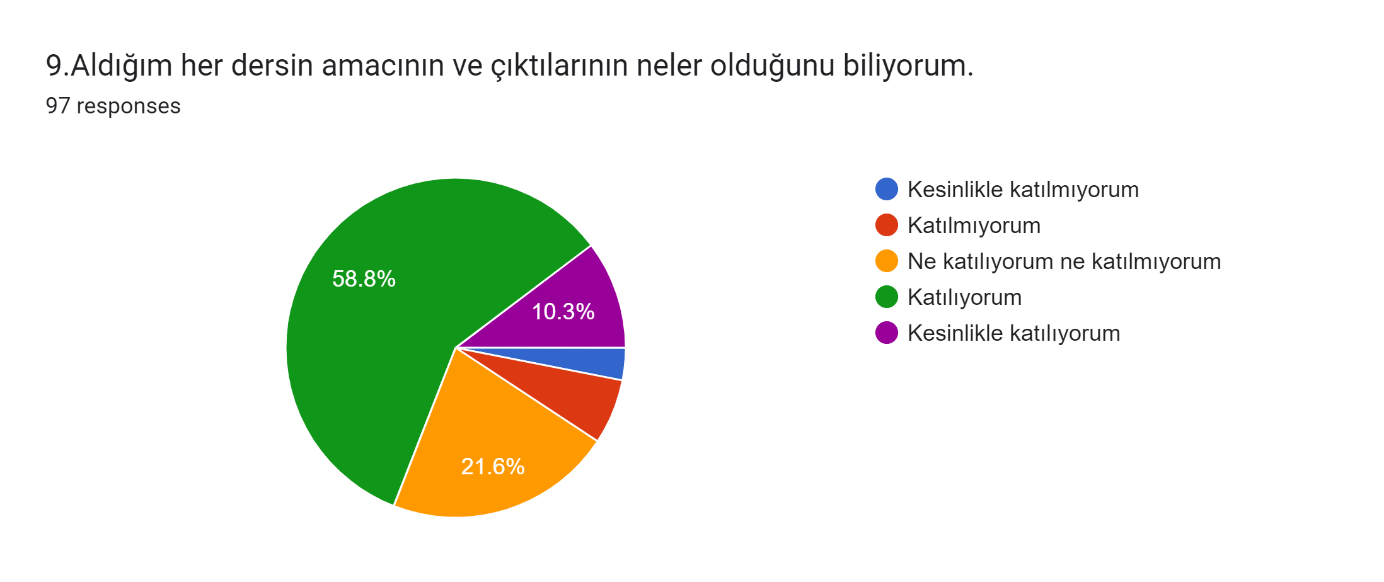 9.Aldığım her dersin amacının ve çıktılarının neler olduğunu biliyorum.
97 responses
58.8%
10.3%
21.6%
Kesinlikle katılmıyorum
Katılmıyorum
Ne katılıyorum ne katılmıyorum
Katılıyorum
Kesinlikle katılıyorum